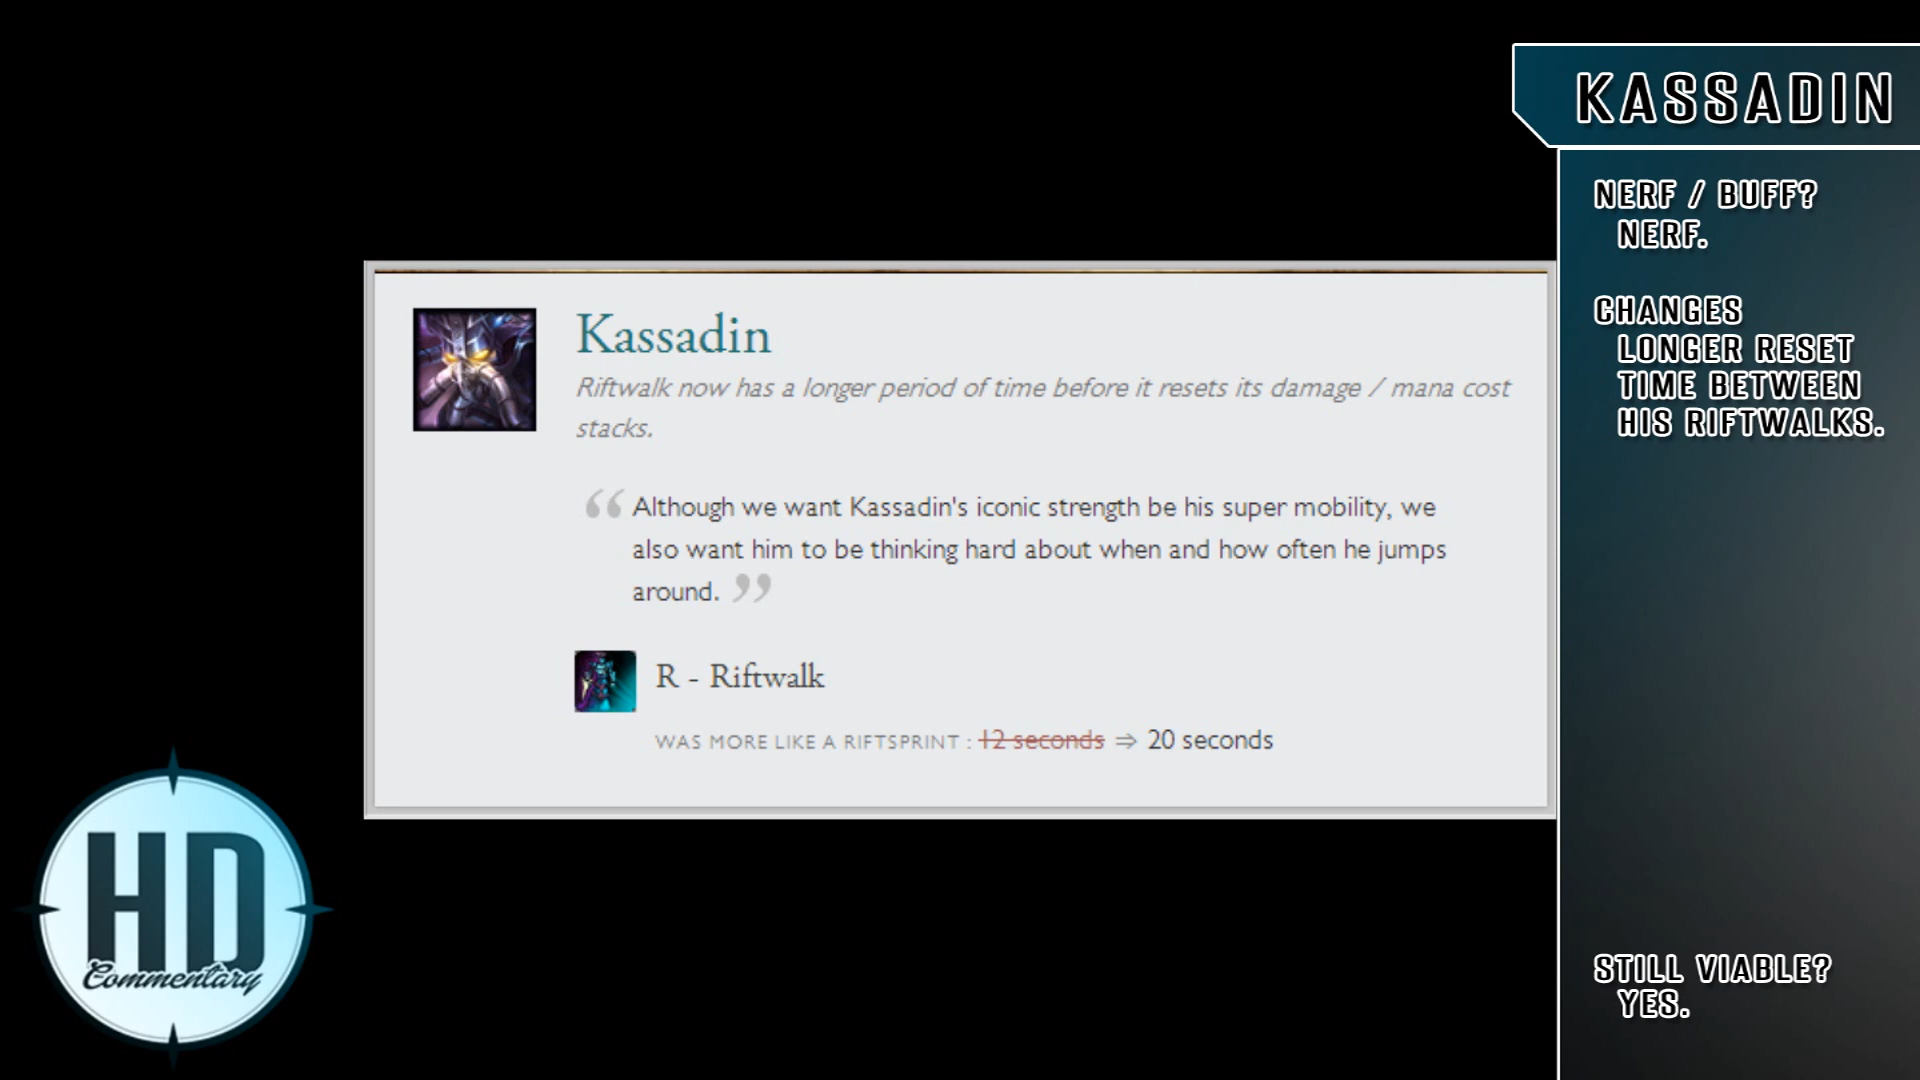 KASSADIN
NERF / BUFF?
NERF.
CHANGES
LONGER RESET
TIME BETWEEN
HIS RIFTWALKS.
STILL VIABLE?
YES.
Kassadin
Riftwalk now has a longer period of time before it resets its damage / mana cost
stacks.
“ Although we want Kassadin's iconic strength be his super mobility, we
also want him to be thinking hard about when and how often he jumps
around. ”
R - Riftwalk
WAS MORE LIKE A RIFTSPRINT : 12 seconds ⇒ 20 seconds
HD
Commentary